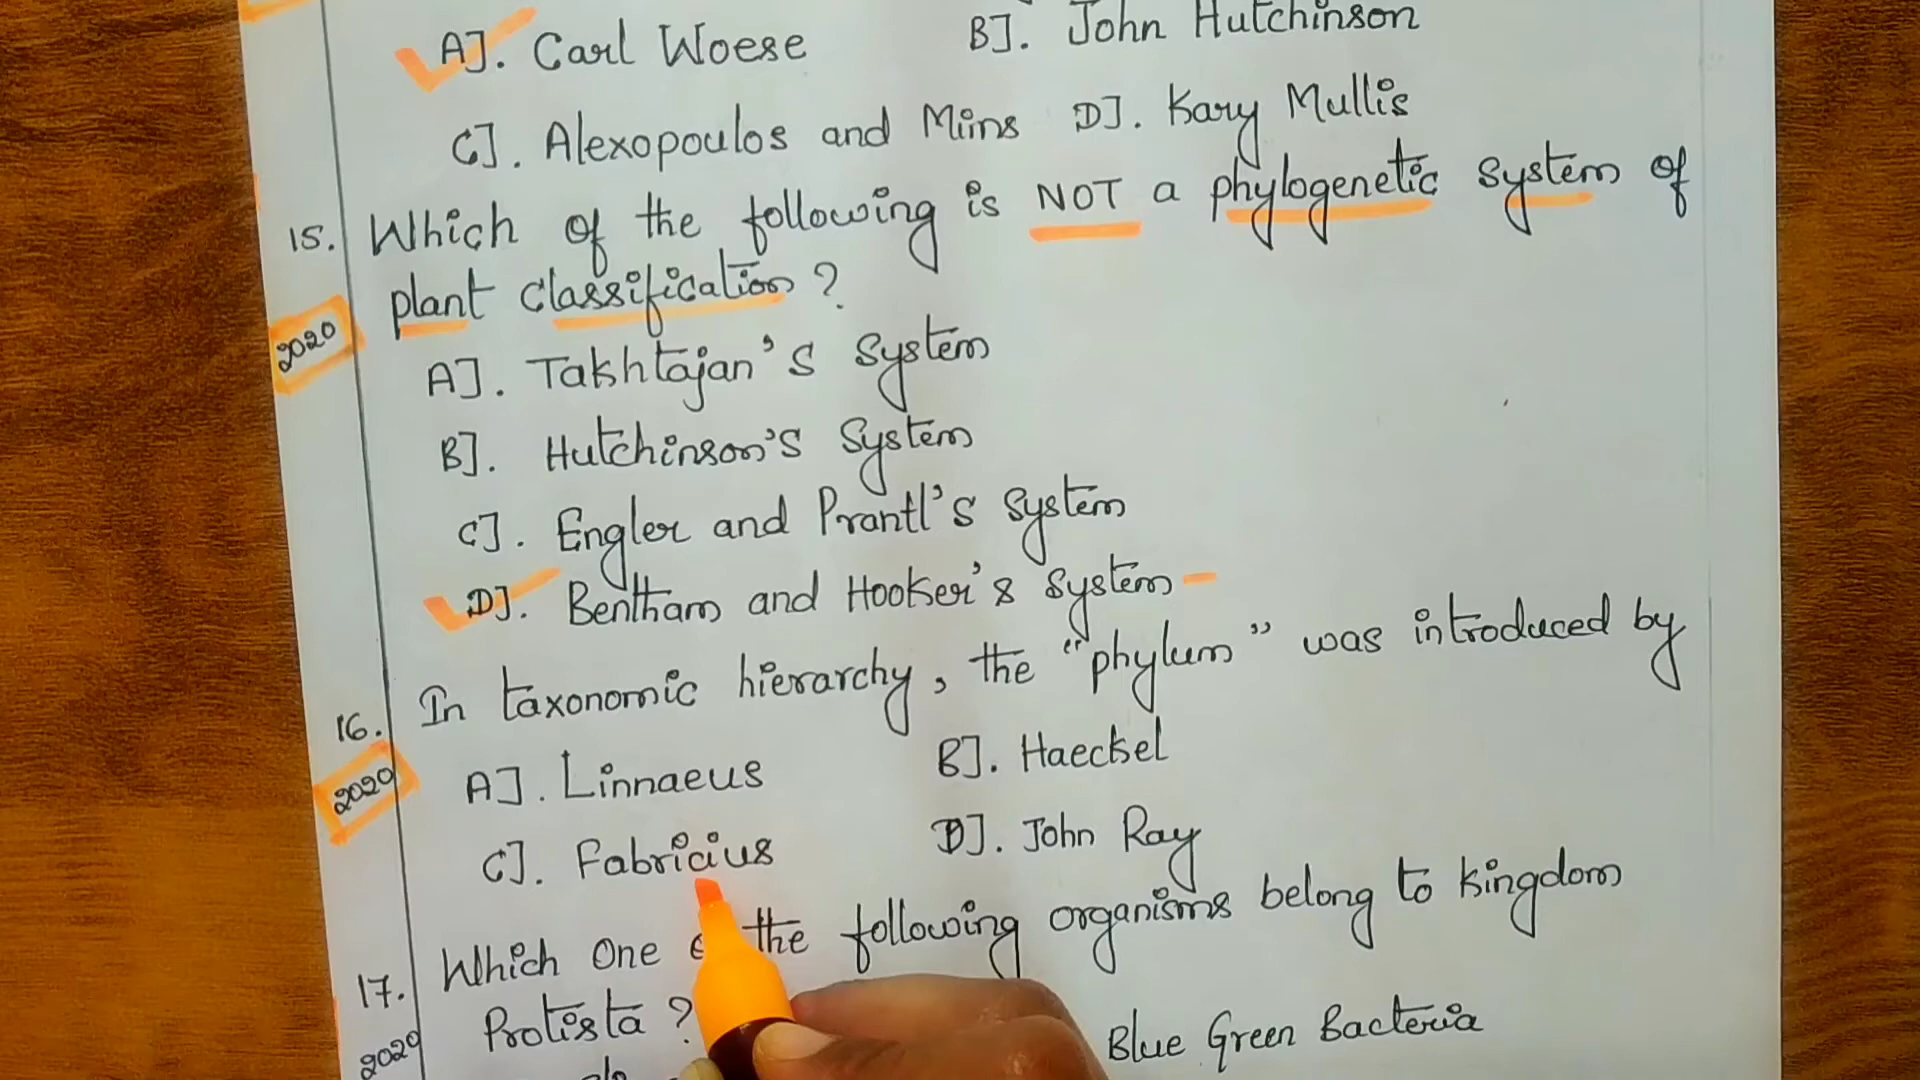 A]. Carl Woese B]. John Hutchinson
C]. Alexopoulos and Mims D]. Kary Mullis
15. Which of the following is NOT a phylogenetic system of
plant classification?
2020
A]. Takhtajan's System
B]. Hutchinson's System
C]. Engler and Prantl's System
D]. Bentham and Hooker's System
16. In taxonomic hierarchy, the "phylum" was introduced by
2020
A]. Linnaeus B]. Haeckel
C]. Fabricius D]. John Ray
17. Which one the following organisms belong to kingdom
Protista?
2020
Blue Green Bacteria